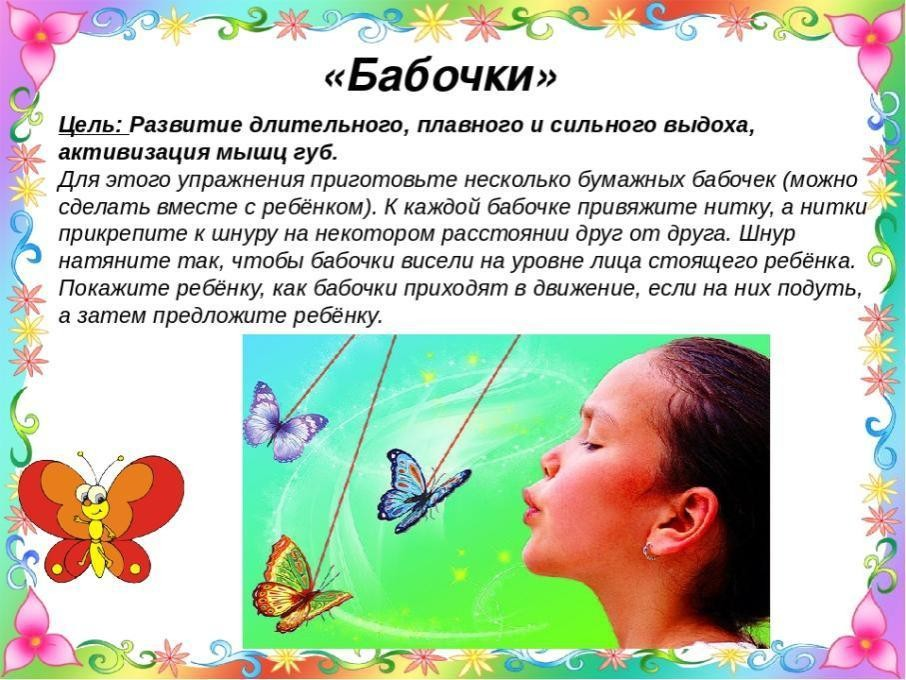 «Бабочки»
Цель: Развитие длительного, плавного и сильного выдоха,
активизация мышц губ.
Для этого упражнения приготовьте несколько бумажных бабочек (можно
сделать вместе с ребёнком). К каждой бабочке привяжите нитку, а нитки
прикрепите к шнуру на некотором расстоянии друг от друга. Шнур
натяните так, чтобы бабочки висели на уровне лица стоящего ребёнка.
Покажите ребёнку, как бабочки приходят в движение, если на них подуть,
а затем предложите ребёнку.